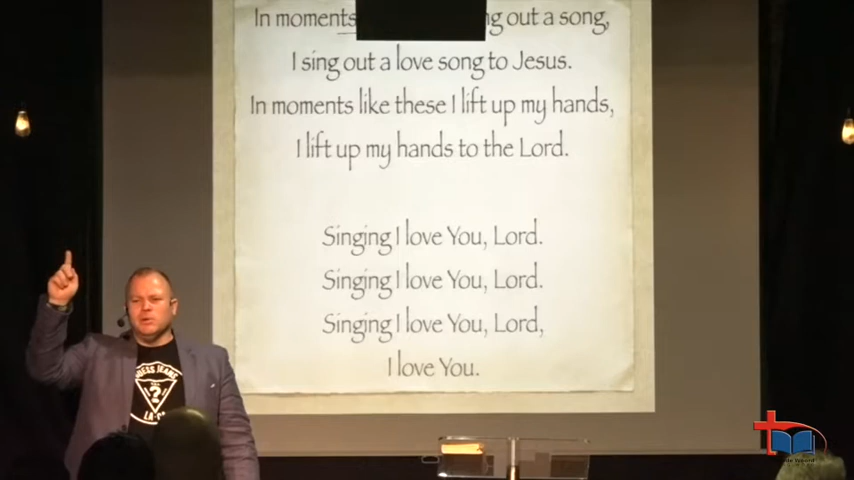 In moments ng out a song,
I sing out a love song to Jesus.
In moments like these I lift up my hands,
I lift up my hands to the Lord.
Singing I love You, Lord.
Singing I love You, Lord.
Singing I love You, Lord,
I love You.
JEANS
?